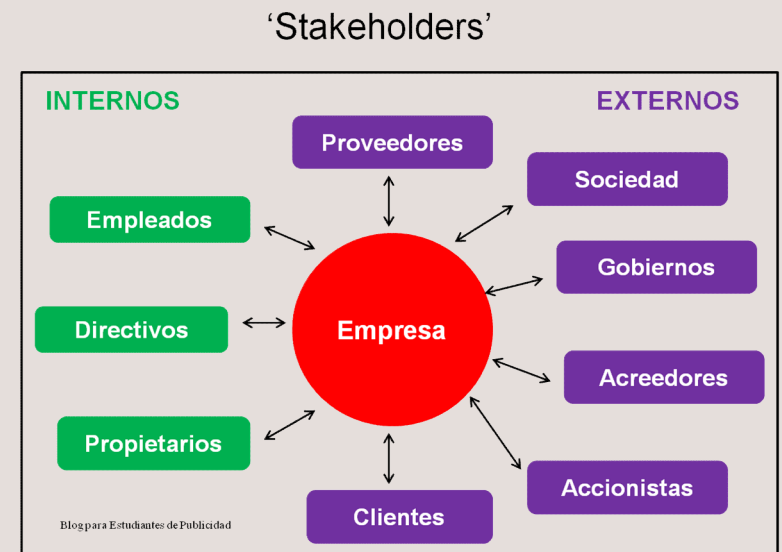 ‘Stakeholders’
INTERNOS
EXTERNOS
Proveedores
Sociedad
Empleados
Gobiernos
Directivos
Empresa
Acreedores
Propietarios
Accionistas
Clientes
Blog para Estudiantes de Publicidad